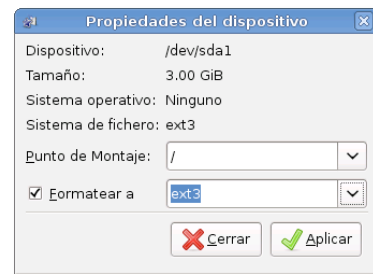 Propiedades del dispositivo
Dispositivo: /dev/sda1
Tamaño: 3.00 GiB
Sistema operativo: Ninguno
Sistema de fichero: ext3
Punto de Montaje: /
Formatear a ext3
Cerrar Aplicar